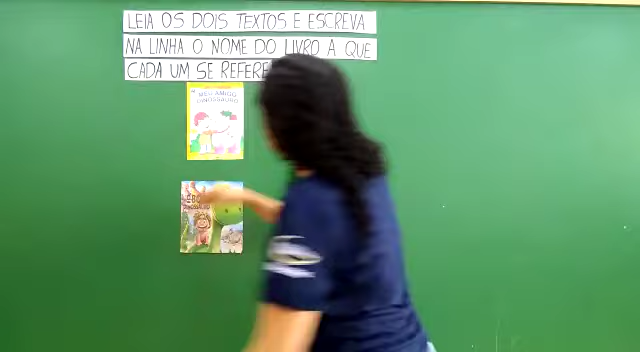 LEIA OS DOIS TEXTOS E ESCREVA
NA LINHA O NOME DO LIVRO A QUE
CADA UM SE REFERE
MEU AMIGO
DINOSSAURO